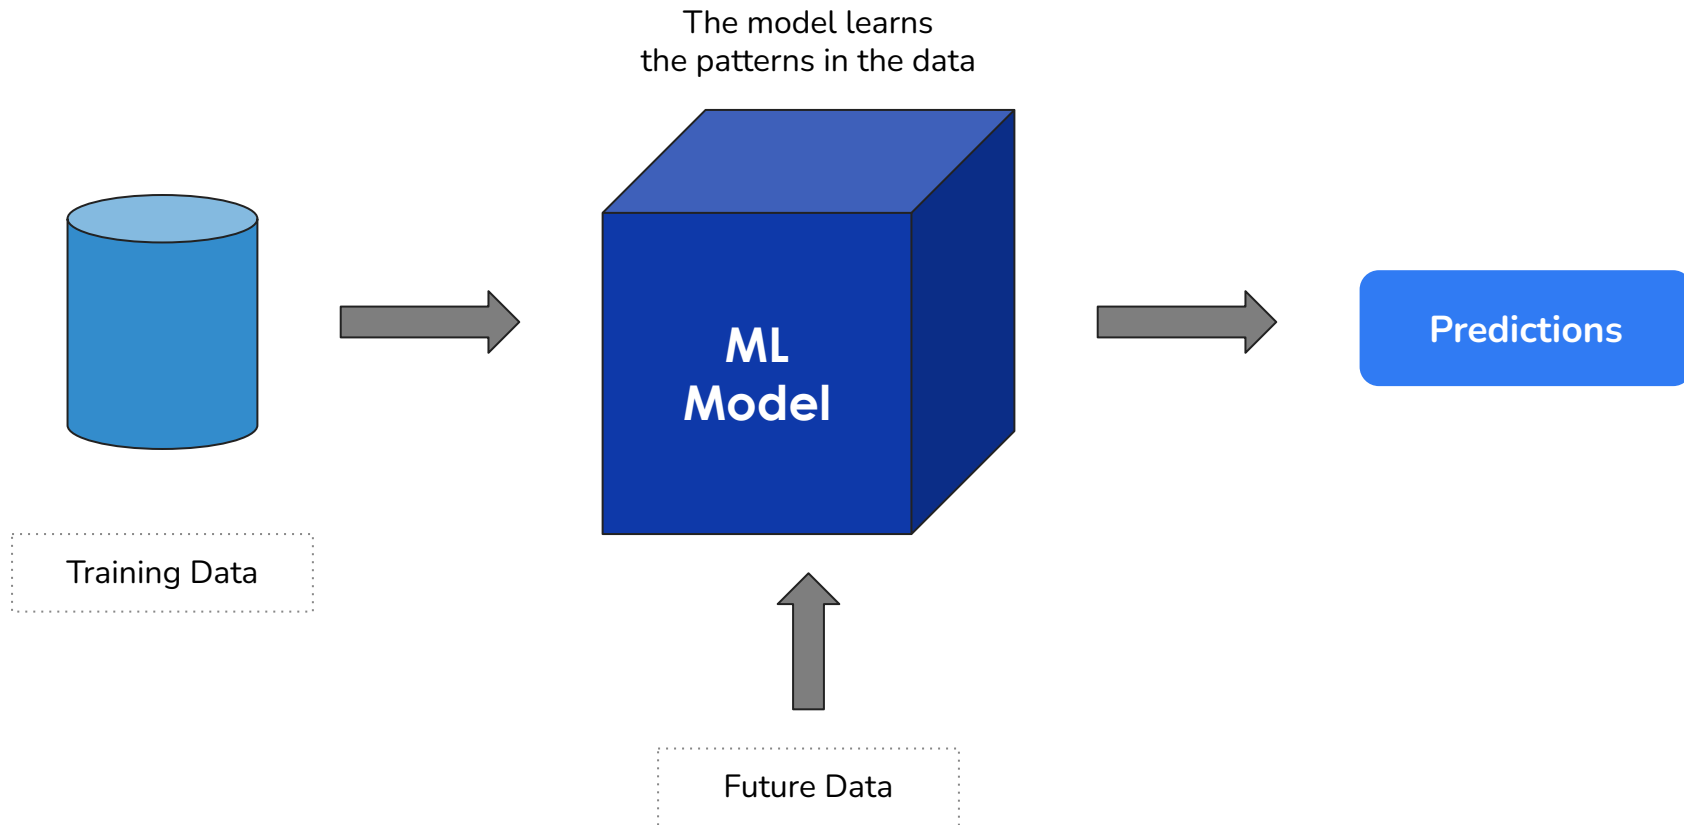 The model learns
the patterns in the data
ML
Model
Predictions
Training Data
Future Data